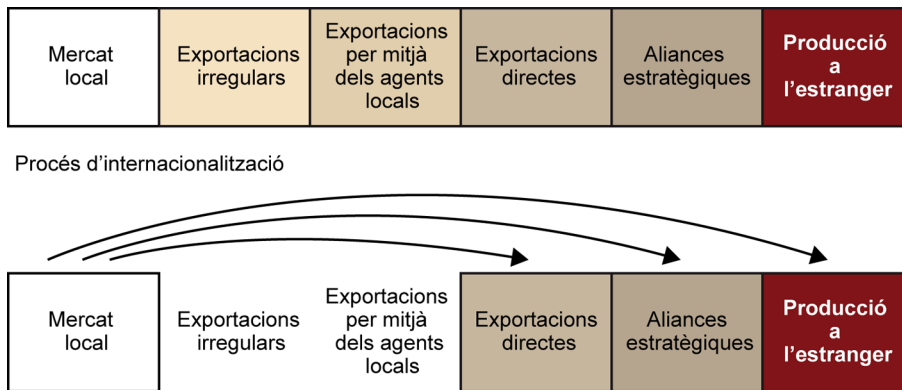 Mercat
local
Exportacions
irregulars
Exportacions
per mitjà
dels agents
locals
Exportacions
directes
Aliances
estratègiques
Producció
a
l’estranger
Procés d’internacionalització
Mercat
local
Exportacions
irregulars
Exportacions
per mitjà
dels agents
locals
Exportacions
directes
Aliances
estratègiques
Producció
a
l’estranger